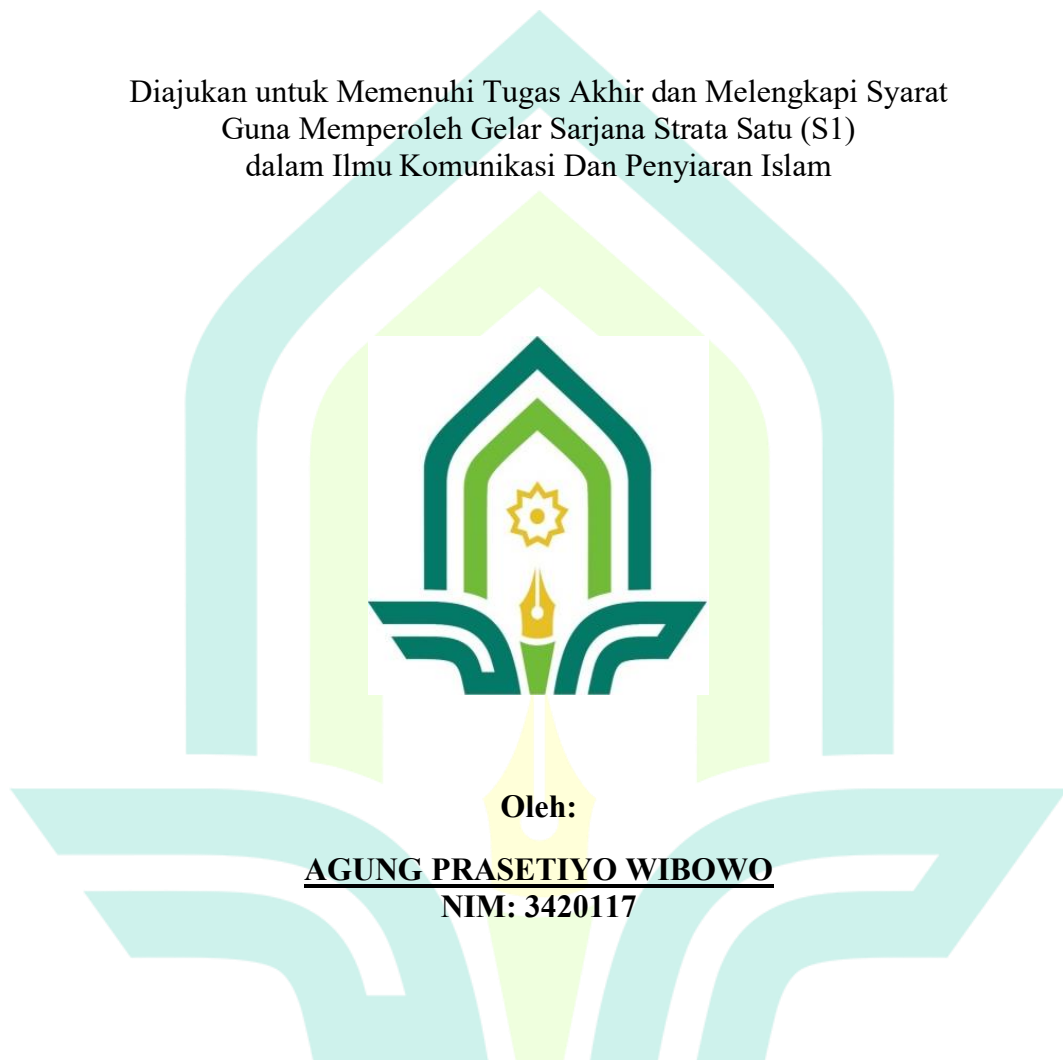 Diajukan untuk Memenuhi Tugas Akhir dan Melengkapi Syarat
Guna Memperoleh Gelar Sarjana Strata Satu (S1)
dalam Ilmu Komunikasi Dan Penyiaran Islam
Oleh:
AGUNG PRASETIYO WIBOWO
NIM: 3420117